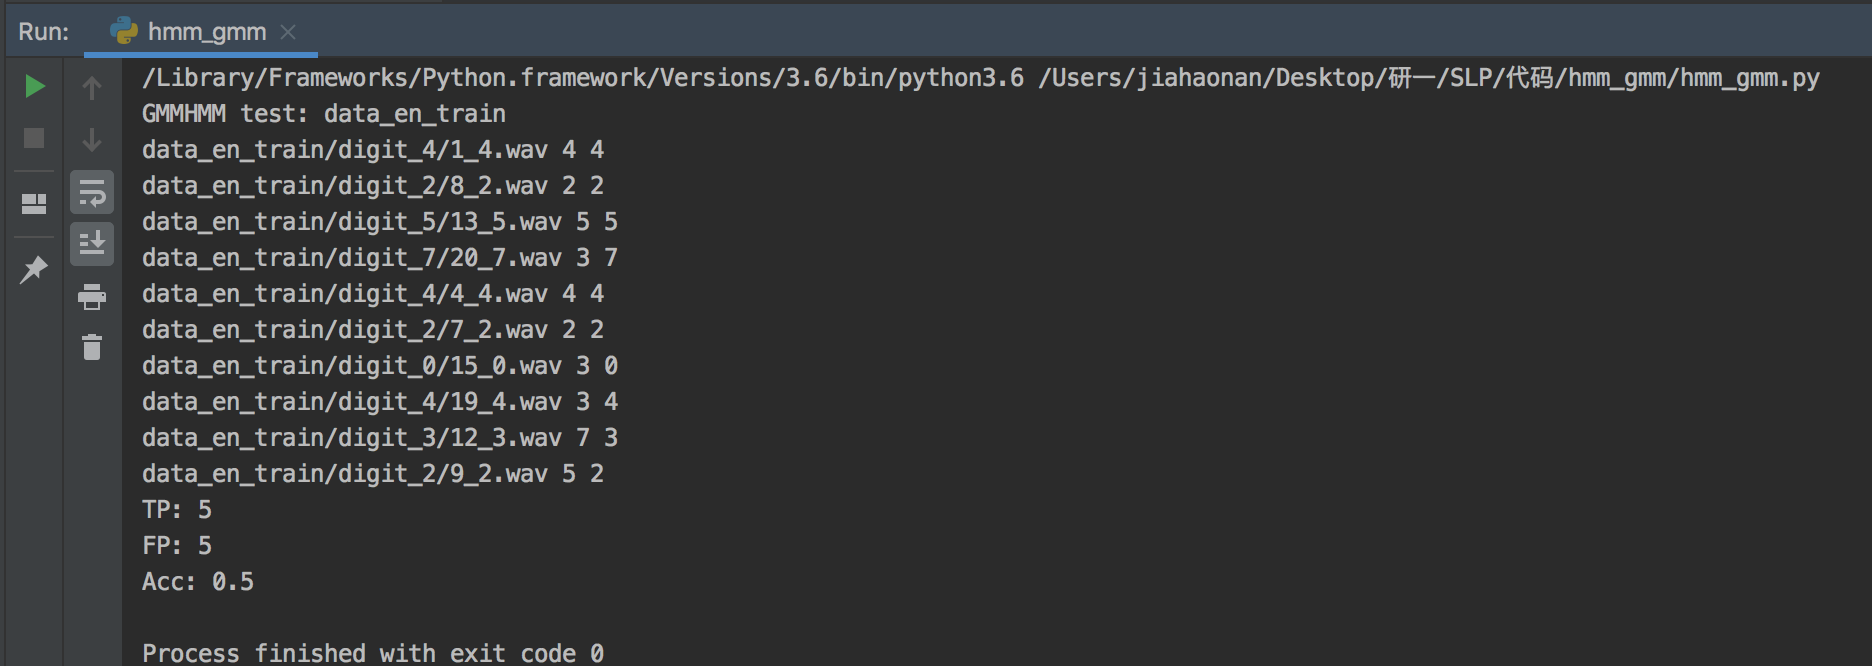 Run: hmm_gmm
/Library/Frameworks/Python.framework/Versions/3.6/bin/python3.6 /Users/jiahaonan/Desktop/研一/SLP/代码/hmm_gmm/hmm_gmm.py
GMMHMM test: data_en_train
data_en_train/digit_4/1_4.wav 4 4
data_en_train/digit_2/8_2.wav 2 2
data_en_train/digit_5/13_5.wav 5 5
data_en_train/digit_7/20_7.wav 3 7
data_en_train/digit_4/4_4.wav 4 4
data_en_train/digit_2/7_2.wav 2 2
data_en_train/digit_0/15_0.wav 3 0
data_en_train/digit_4/19_4.wav 3 4
data_en_train/digit_3/12_3.wav 7 3
data_en_train/digit_2/9_2.wav 5 2
TP: 5
FP: 5
Acc: 0.5
Process finished with exit code 0